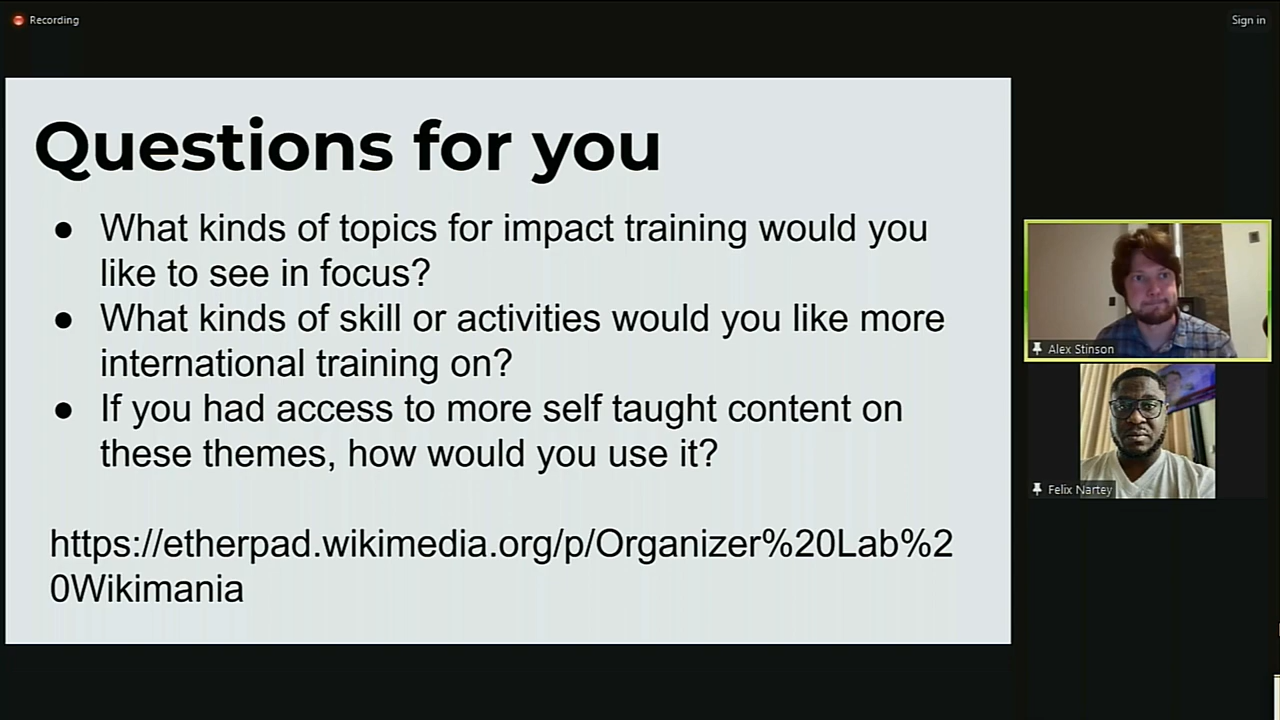 Recording
Sign in
Questions for you
● What kinds of topics for impact training would you
like to see in focus?
● What kinds of skill or activities would you like more
international training on?
● If you had access to more self taught content on
these themes, how would you use it?
https://etherpad.wikimedia.org/p/Organizer%20Lab%2
0Wikimania
Alex Stinson
Felix Nartey